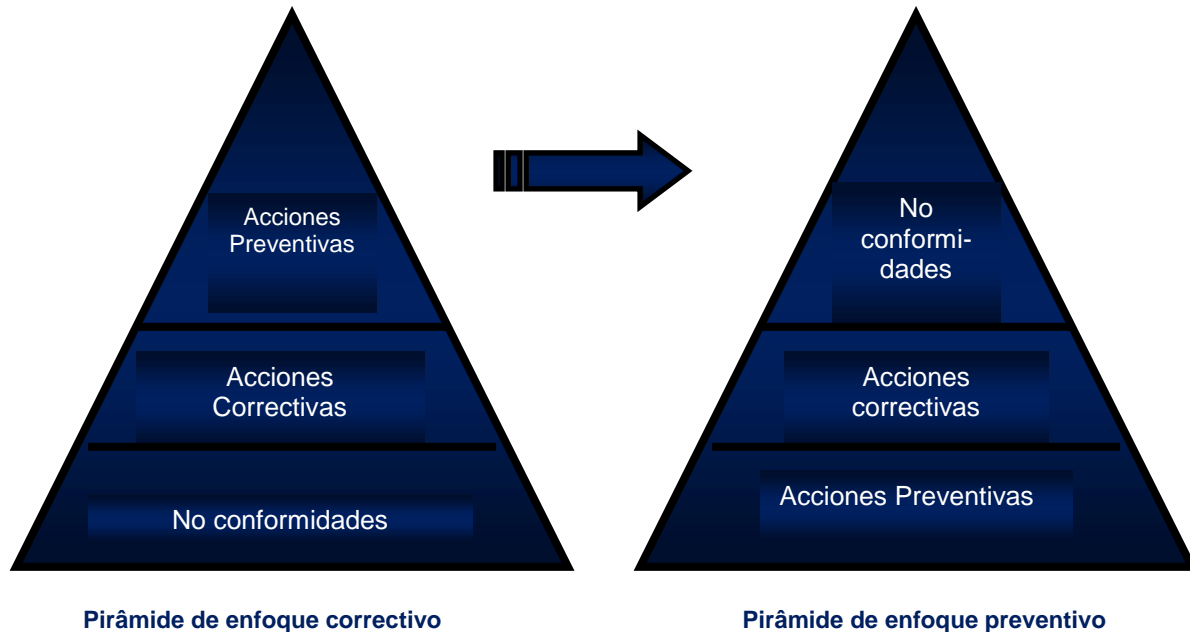 Acciones
Preventivas
Acciones
Correctivas
No conformidades
Pirâmide de enfoque correctivo
No
conformi-
dades
Acciones
correctivas
Acciones Preventivas
Pirâmide de enfoque preventivo